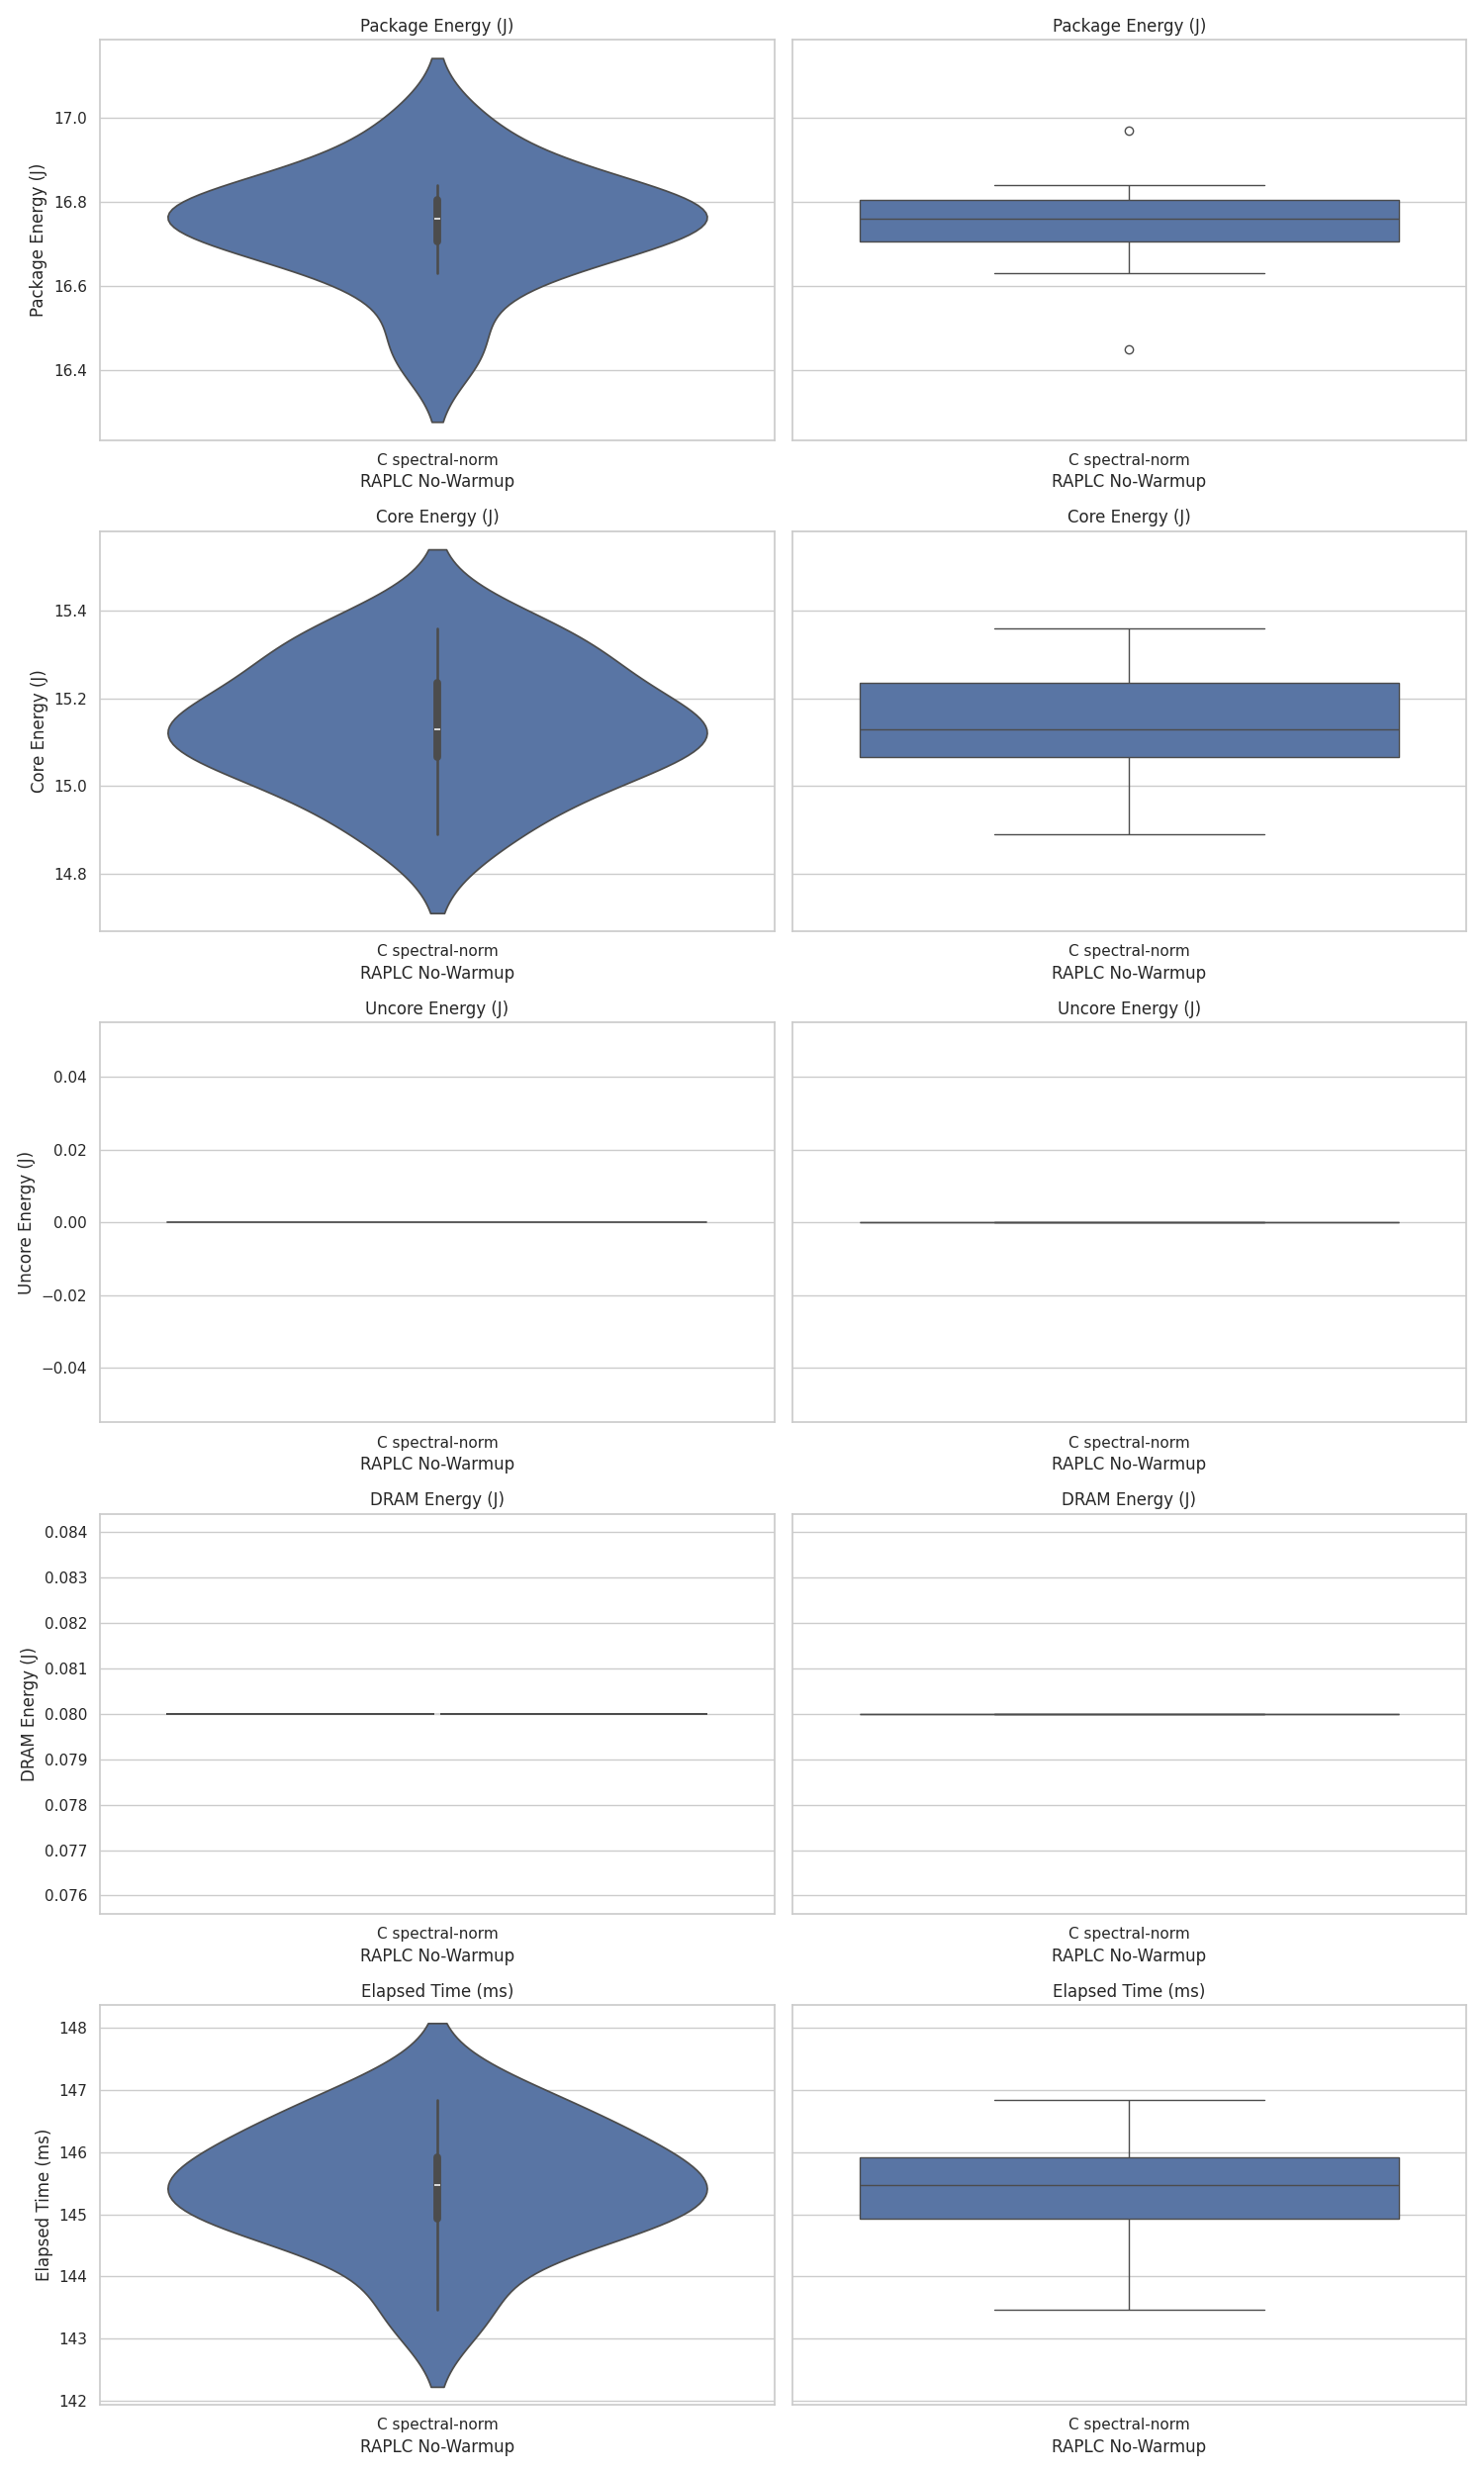 Package Energy (J)
Package Energy (J)
Package Energy (J)
17.0
16.8
16.6
16.4
C spectral-norm
C spectral-norm
RAPLC No-Warmup
RAPLC No-Warmup
Core Energy (J)
Core Energy (J)
Core Energy (J)
15.4
15.2
15.0
14.8
C spectral-norm
C spectral-norm
RAPLC No-Warmup
RAPLC No-Warmup
Uncore Energy (J)
Uncore Energy (J)
Uncore Energy (J)
0.04
0.02
0.00
−0.02
−0.04
C spectral-norm
C spectral-norm
RAPLC No-Warmup
RAPLC No-Warmup
DRAM Energy (J)
DRAM Energy (J)
DRAM Energy (J)
0.084
0.083
0.082
0.081
0.080
0.079
0.078
0.077
0.076
C spectral-norm
C spectral-norm
RAPLC No-Warmup
RAPLC No-Warmup
Elapsed Time (ms)
Elapsed Time (ms)
Elapsed Time (ms)
148
147
146
145
144
143
142
C spectral-norm
C spectral-norm
RAPLC No-Warmup
RAPLC No-Warmup